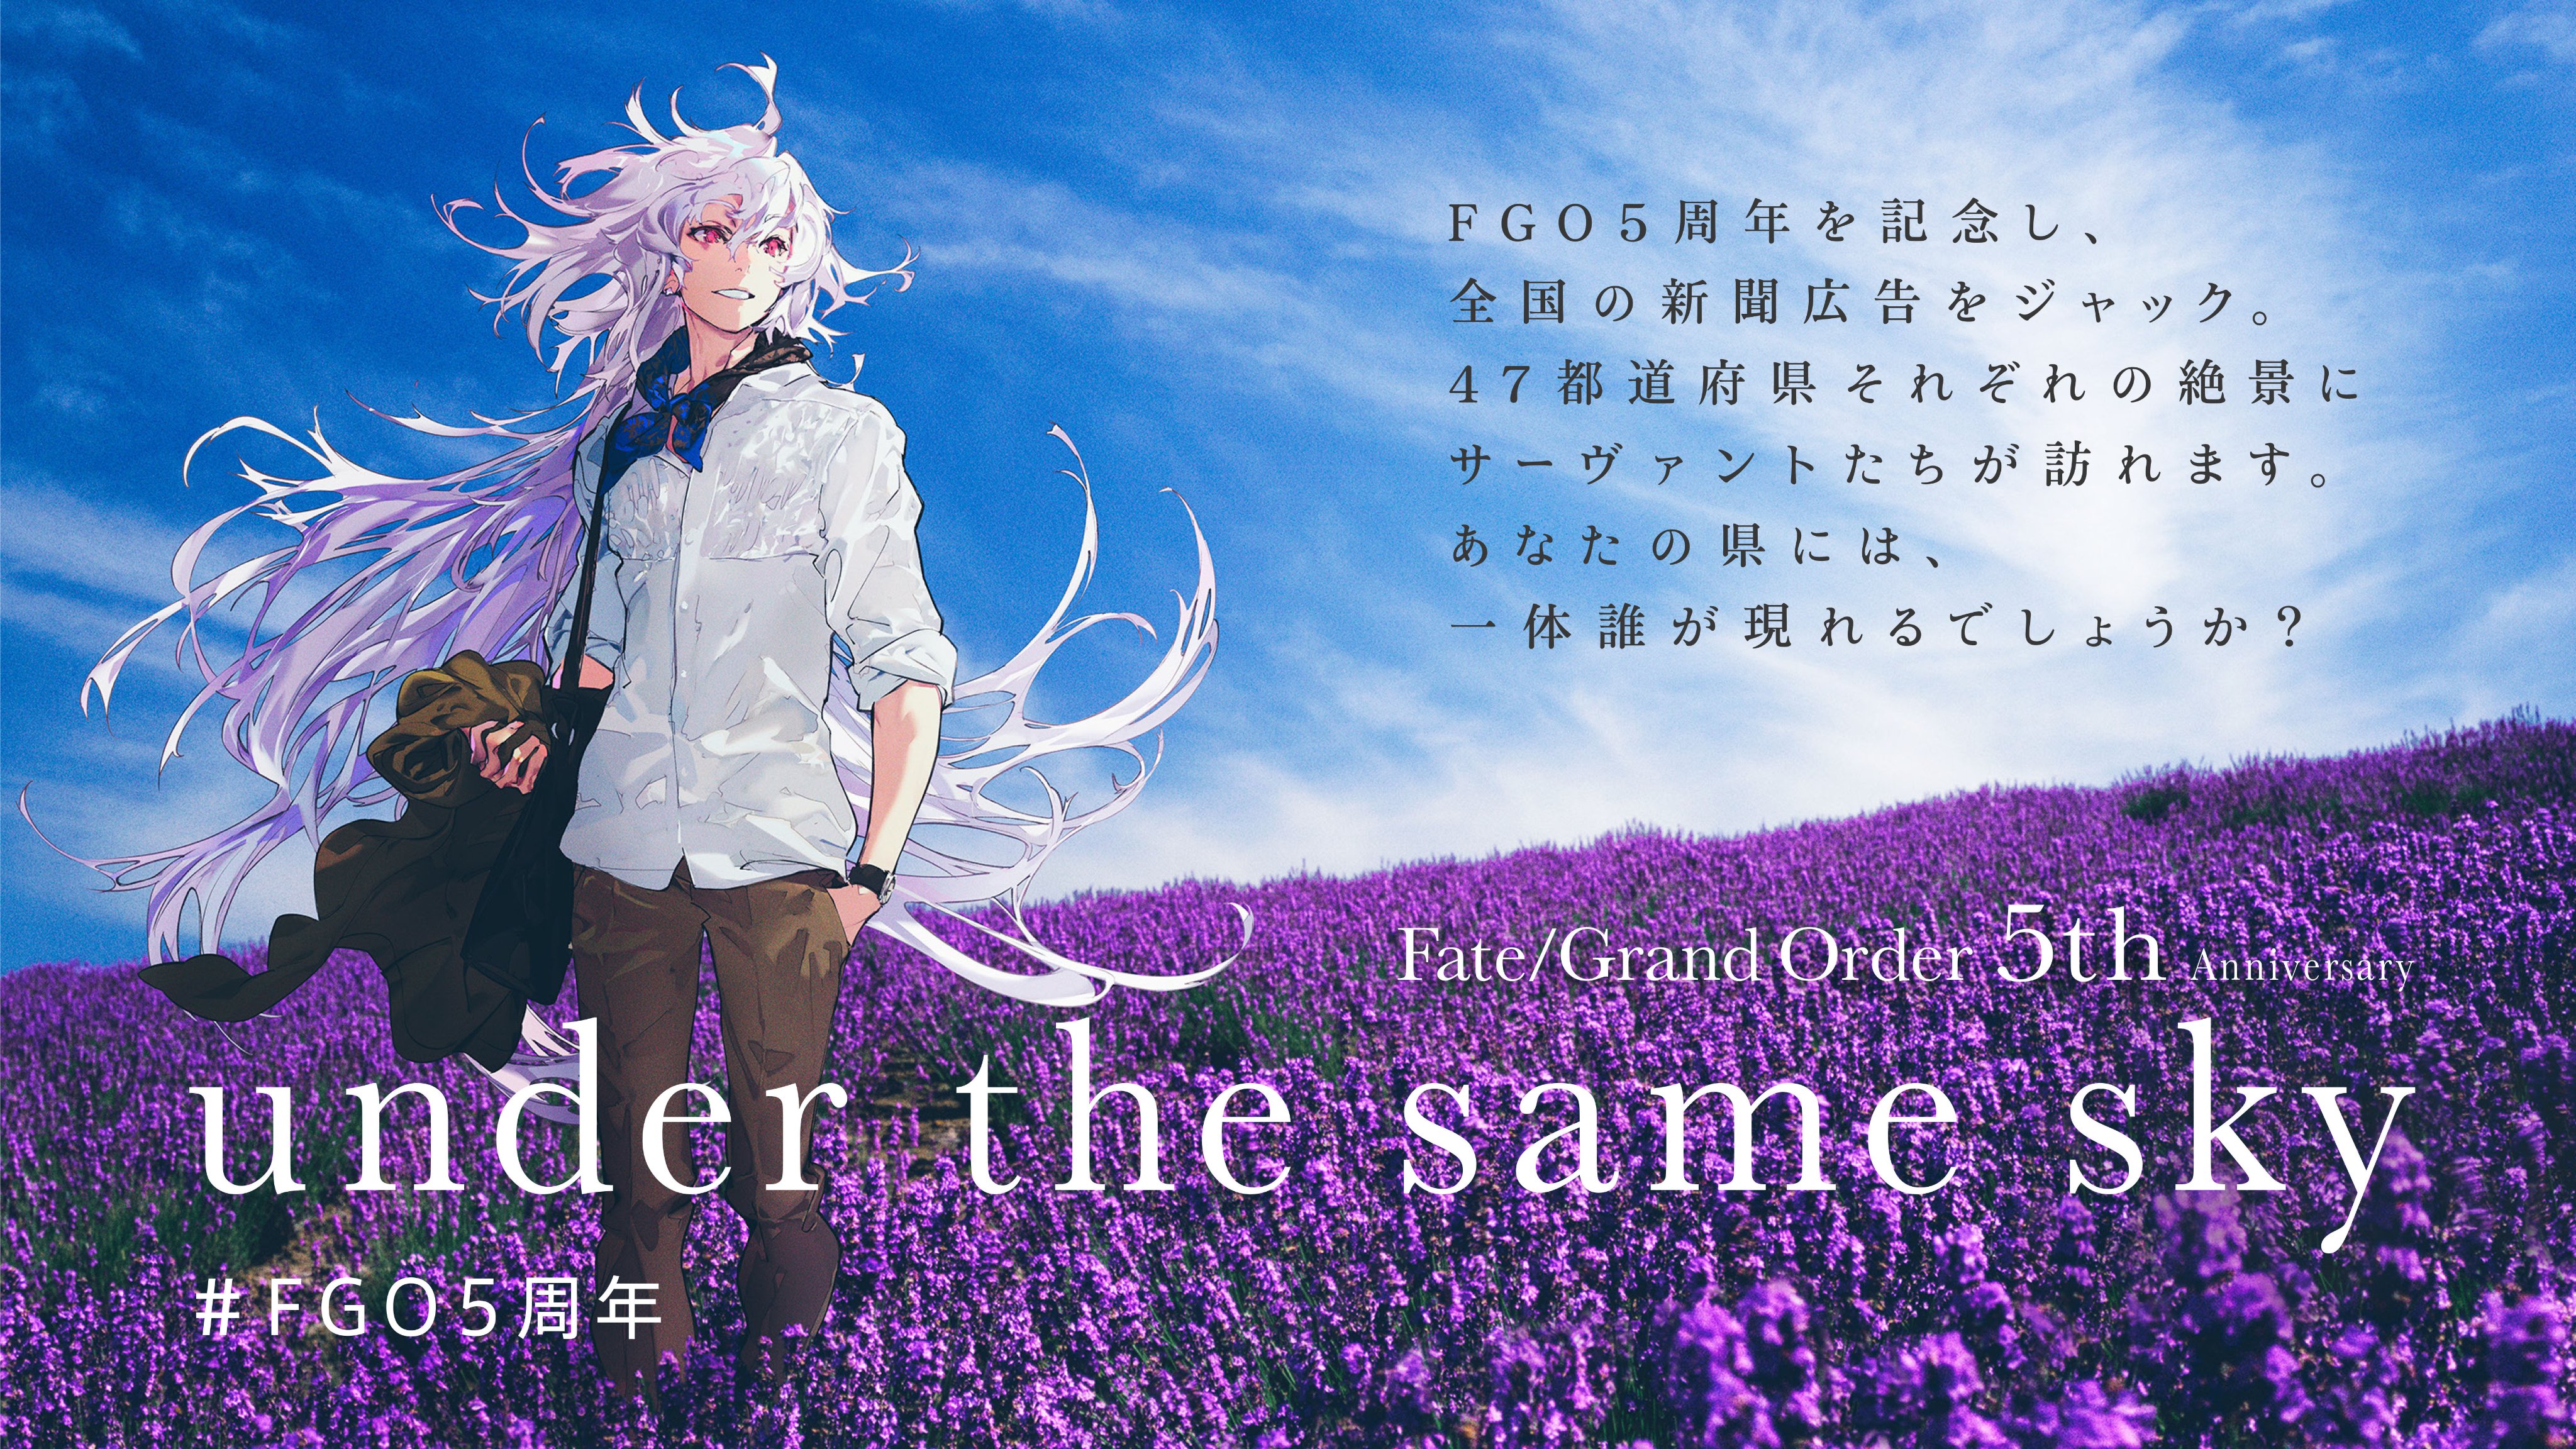 FGO5周年を記念し、
全国の新聞広告をジャック。
47都道府県それぞれの絶景に
サーヴァントたちが訪れます。
あなたの県には、
一体誰が現れるでしょうか？
Fate/Grand Order 5th Anniversary
under the same sky
#FGO5周年